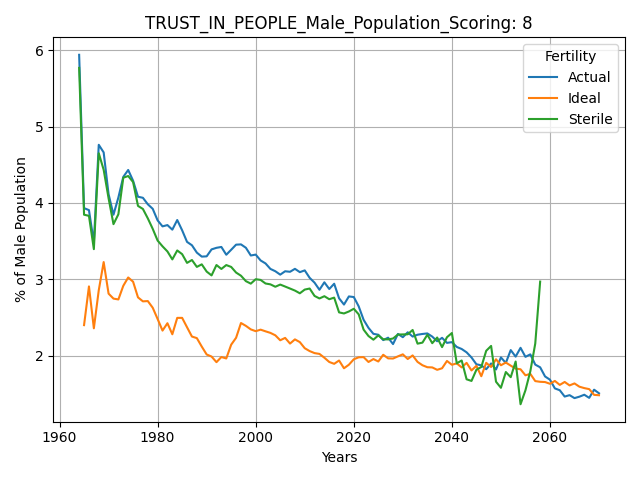 TRUST_IN_PEOPLE_Male_Population_Scoring: 8
6
5
4
3
2
% of Male Population
Fertility
Actual
Ideal
Sterile
1960 1980 2000 2020 2040 2060
Years